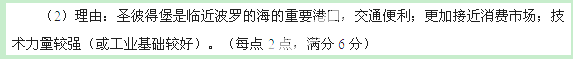 （2）理由：圣彼得堡是临近波罗的海的重要港口，交通便利；更加接近消费市场；技
术力量较强（或工业基础较好）。（每点 2 点，满分 6 分）